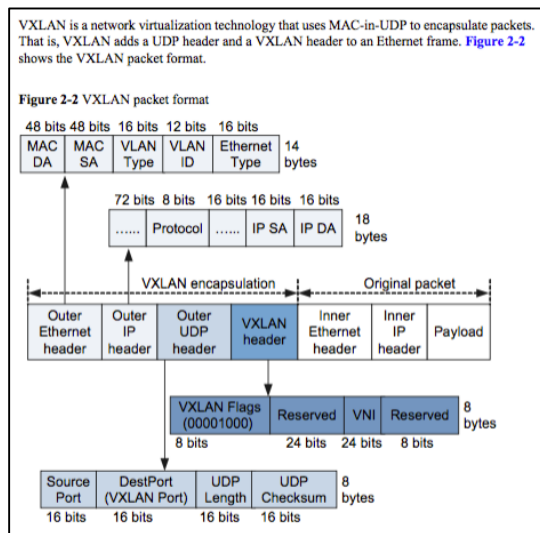 VXLAN is a network virtualization technology that uses MAC-in-UDP to encapsulate packets.
That is, VXLAN adds a UDP header and a VXLAN header to an Ethernet frame. Figure 2-2
shows the VXLAN packet format.
Figure 2-2 VXLAN packet format
48 bits 48 bits 16 bits 12 bits 16 bits
MAC DA MAC SA VLAN Type VLAN ID Ethernet Type 14 bytes
72 bits 8 bits 16 bits 16 bits 16 bits
...... Protocol ...... IP SA IP DA 18 bytes
VXLAN encapsulation Original packet
Outer Ethernet header Outer IP header Outer UDP header VXLAN header Inner Ethernet header Inner IP header Payload
VXLAN Flags (00001000) Reserved VNI Reserved 8 bytes
8 bits 24 bits 24 bits 8 bits
Source Port DestPort (VXLAN Port) UDP Length UDP Checksum 8 bytes
16 bits 16 bits 16 bits 16 bits